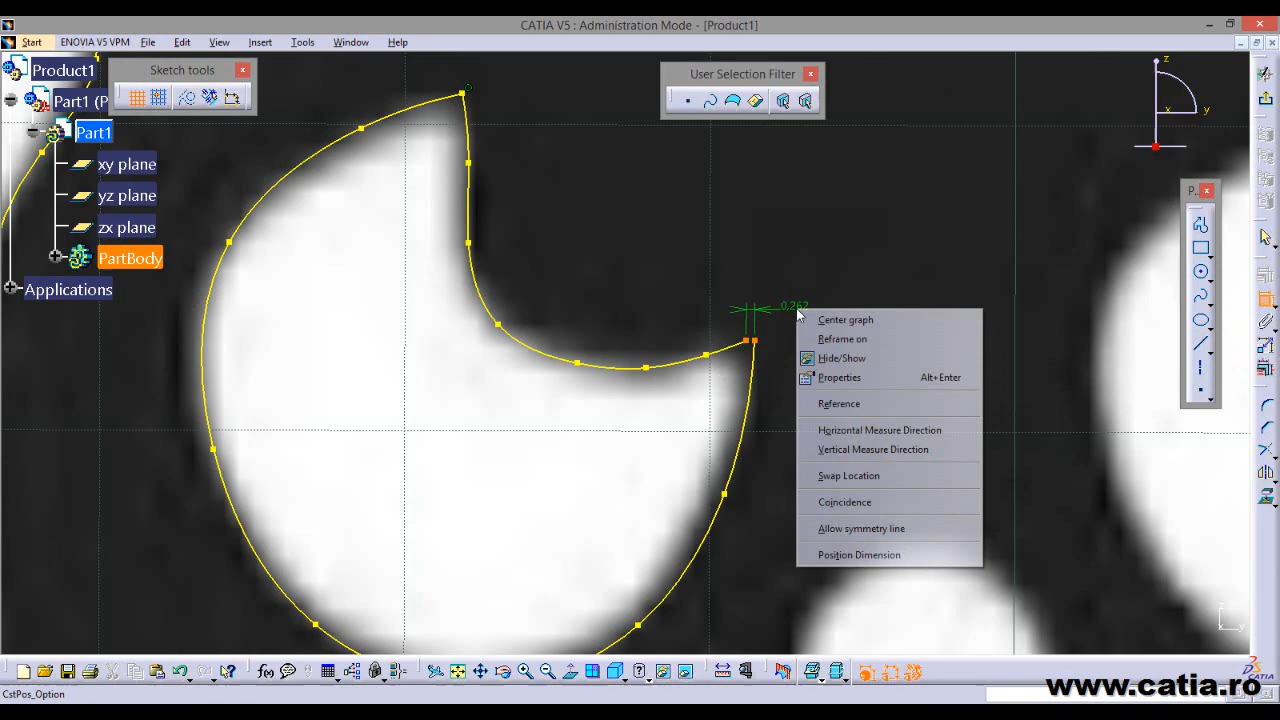 CATIA V5 : Administration Mode - [Product1]
Start ENOVIA V5 VPM File Edit View Insert Tools Window Help
Sketch tools
User Selection Filter
Product1
Part1 (P
Part1
xy plane
yz plane
zx plane
PartBody
Applications
z
x y
P...
0,262
Center graph
Reframe on
Hide/Show
Properties Alt+Enter
Reference
Horizontal Measure Direction
Vertical Measure Direction
Swap Location
Coincidence
Allow symmetry line
Position Dimension
z
x y
f(x)
CstPos_Option
www.catia.ro